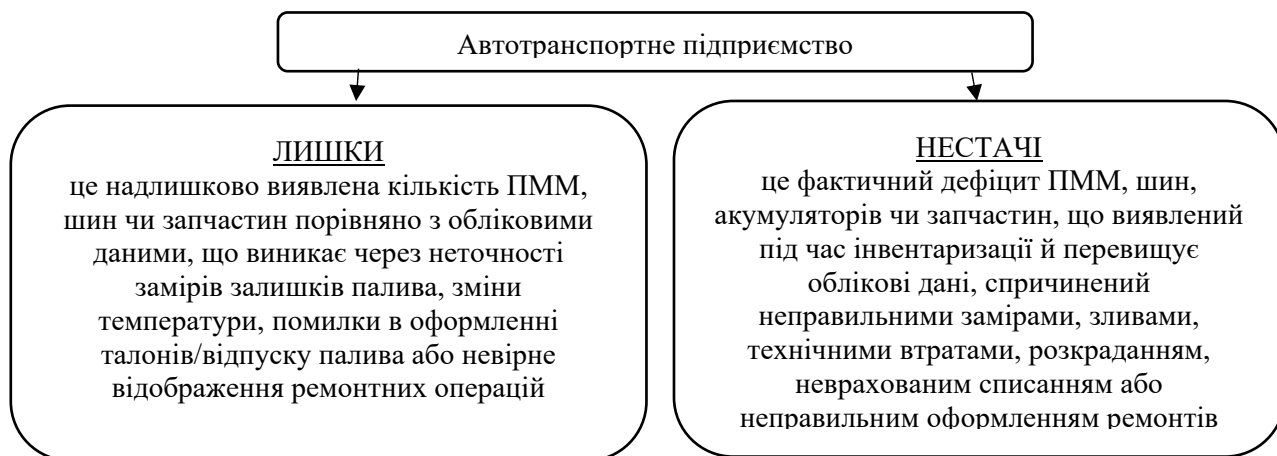 Автотранспортне підприємство
ЛИШКИ
це надлишково виявлена кількість ПММ,
шин чи запчастин порівняно з обліковими
даними, що виникає через неточності
замірів залишків палива, зміни
температури, помилки в оформленні
талонів/відпуску палива або невірне
відображення ремонтних операцій
НЕСТАЧІ
це фактичний дефіцит ПММ, шин,
акумуляторів чи запчастин, що виявлений
під час інвентаризації й перевищує
облікові дані, спричинений
неправильними замірами, зливами,
технічними втратами, розкраданням,
неврахованим списанням або
неправильним оформленням ремонтів